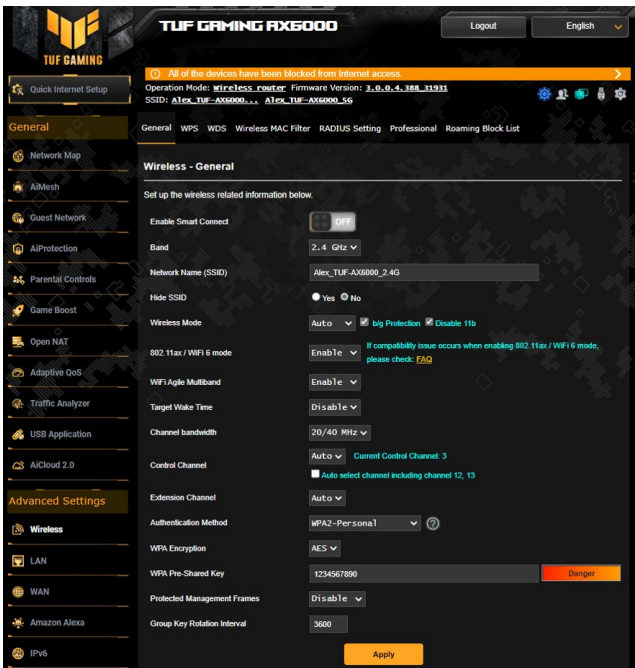 TUF GAMING AX6000
Logout
English
TUF GAMING
All of the devices have been blocked from Internet access.
Quick Internet Setup
Operation Mode: Wireless router Firmware Version: 3.0.0.4.388_31931
SSID: Alex_TUF-AX6000... Alex_TUF-AX6000_5G
General
General WPS WDS Wireless MAC Filter RADIUS Setting Professional Roaming Block List
Network Map
AiMesh
Guest Network
AiProtection
Parental Controls
Game Boost
Open NAT
Adaptive QoS
Traffic Analyzer
USB Application
AiCloud 2.0
Advanced Settings
Wireless
LAN
WAN
Amazon Alexa
IPv6
Wireless - General
Set up the wireless related information below.
Enable Smart Connect OFF
Band 2.4 GHz
Network Name (SSID) Alex_TUF-AX6000_2.4G
Hide SSID Yes No
Wireless Mode Auto b/g Protection Disable 11b
802.11ax / WiFi 6 mode Enable If compatibility issue occurs when enabling 802.11ax / WiFi 6 mode,
please check: FAQ
WiFi Agile Multiband Enable
Target Wake Time Disable
Channel bandwidth 20/40 MHz
Control Channel Auto Current Control Channel: 3
Auto select channel including channel 12, 13
Extension Channel Auto
Authentication Method WPA2-Personal ?
WPA Encryption AES
WPA Pre-Shared Key 1234567890 Danger
Protected Management Frames Disable
Group Key Rotation Interval 3600
Apply